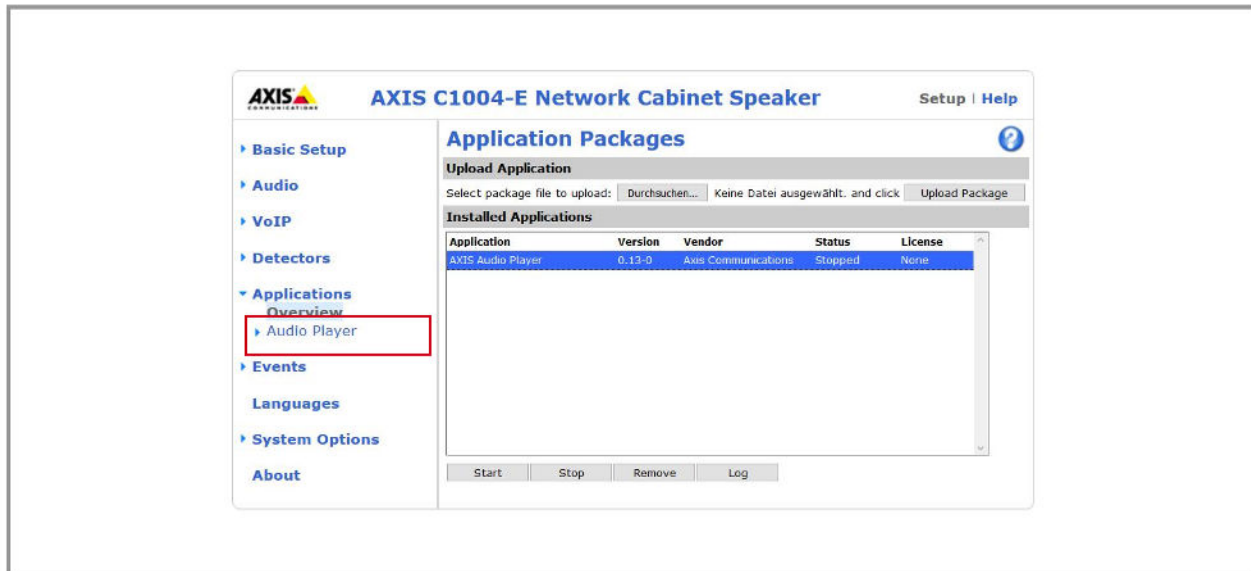 AXIS
COMMUNICATIONS
AXIS C1004-E Network Cabinet Speaker
Setup | Help
Basic Setup
Audio
VoIP
Detectors
Applications
Overview
Audio Player
Events
Languages
System Options
About
Application Packages
?
Upload Application
Select package file to upload: Durchsuchen... Keine Datei ausgewählt. and click Upload Package
Installed Applications
Application Version Vendor Status License
AXIS Audio Player 0.13-0 Axis Communications Stopped None
Start Stop Remove Log